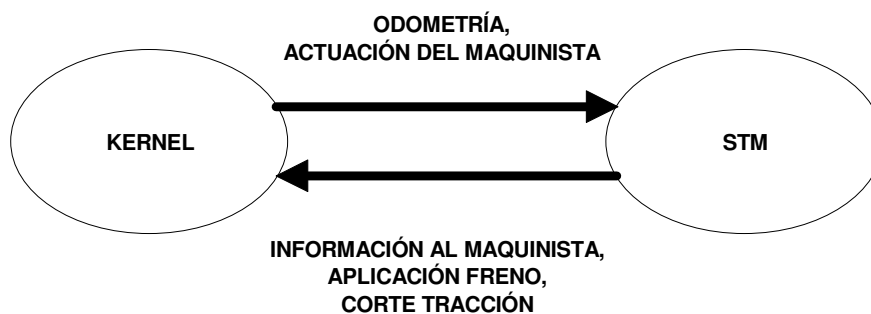 ODOMETRÍA,
ACTUACIÓN DEL MAQUINISTA
KERNEL
STM
INFORMACIÓN AL MAQUINISTA,
APLICACIÓN FRENO,
CORTE TRACCIÓN